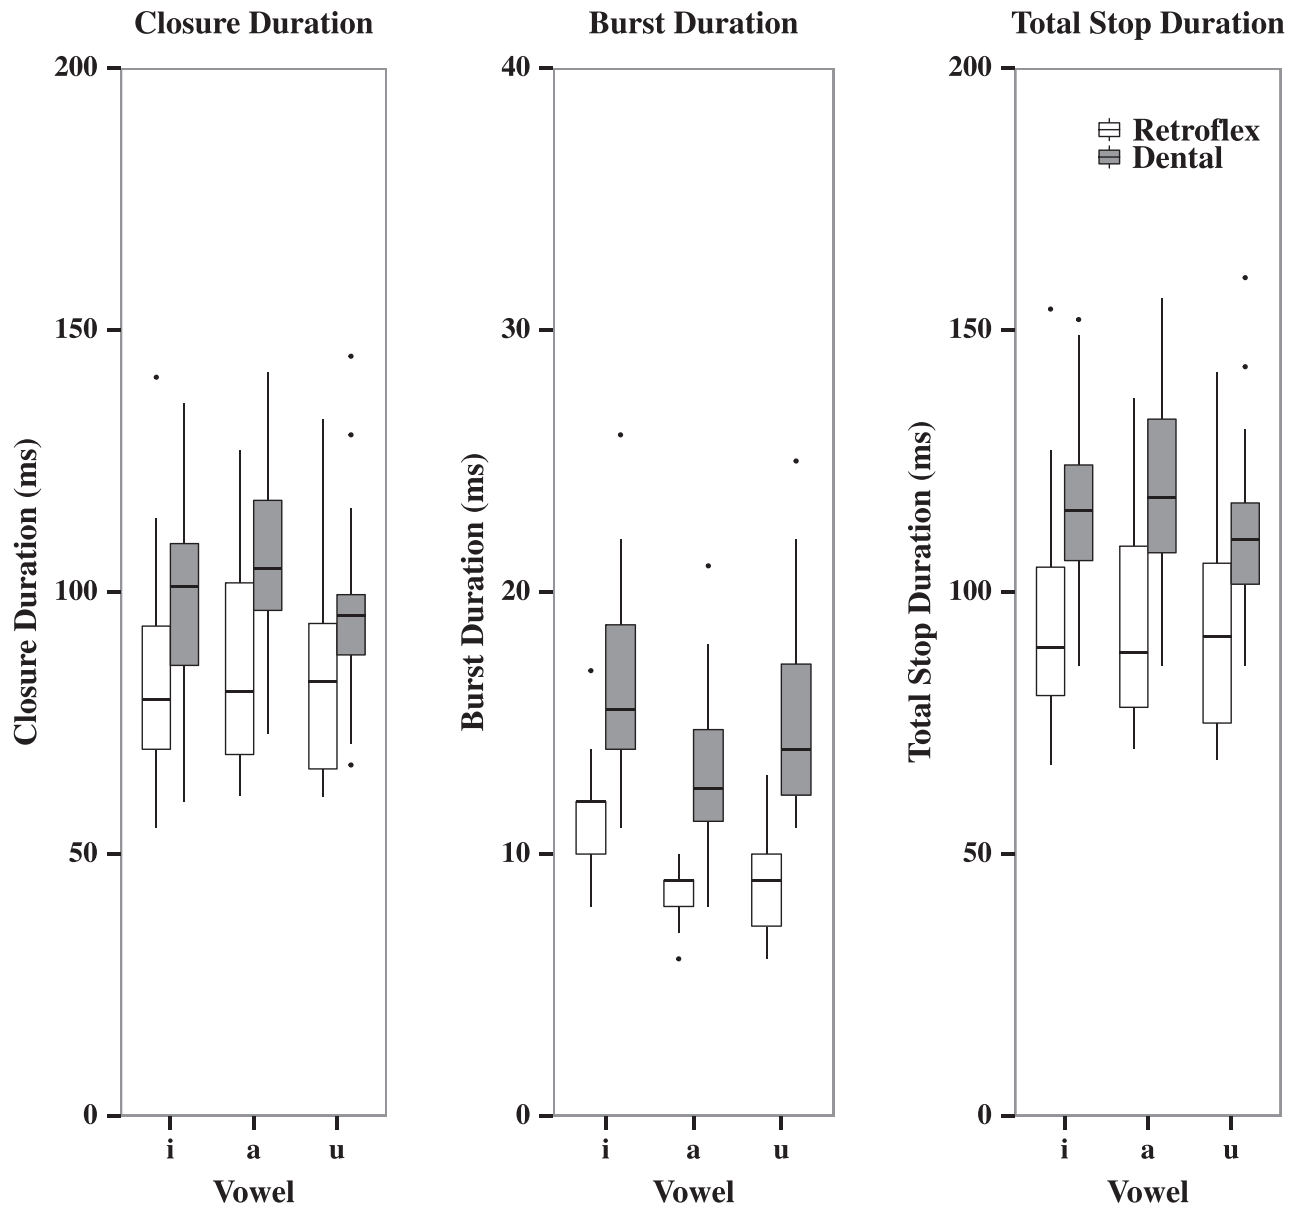 Closure Duration
Closure Duration (ms)
200
150
100
50
0
i a u
Vowel
Burst Duration
Burst Duration (ms)
40
30
20
10
0
i a u
Vowel
Total Stop Duration
Total Stop Duration (ms)
200
150
100
50
0
Retroflex
Dental
i a u
Vowel